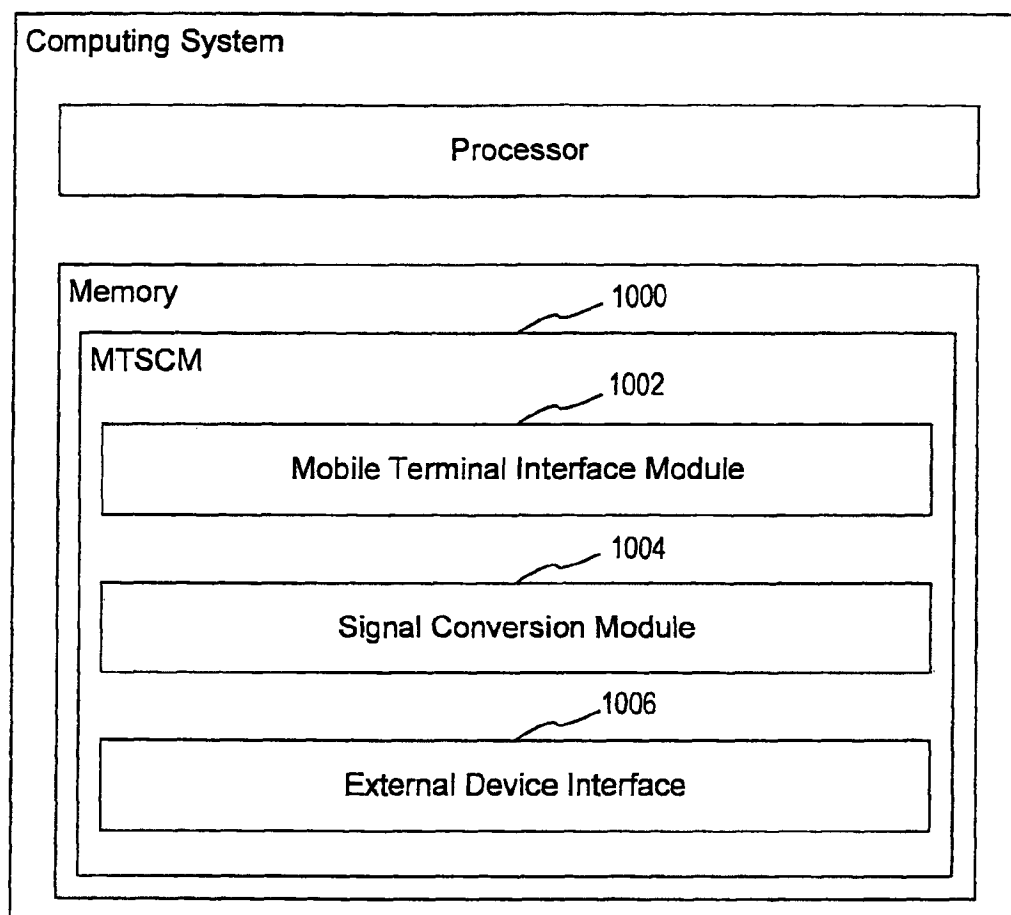 Computing System
Processor
Memory
1000
MTSCM
1002
Mobile Terminal Interface Module
1004
Signal Conversion Module
1006
External Device Interface